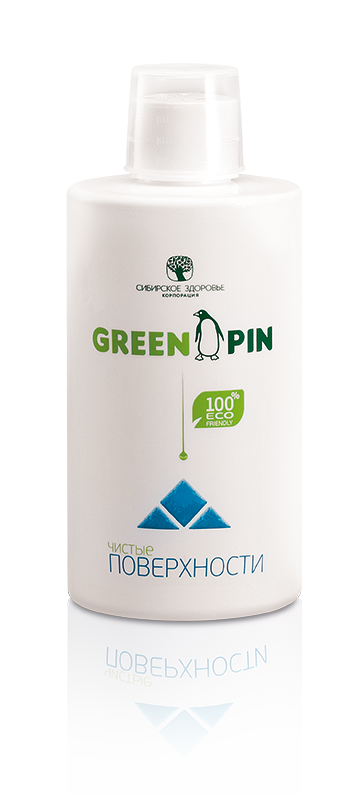 СИБИРСКОЕ ЗДОРОВЬЕ
КОРПОРАЦИЯ
GREEN PIN
100%
ECO
FRIENDLY
чистые
ПОВЕРХНОСТИ